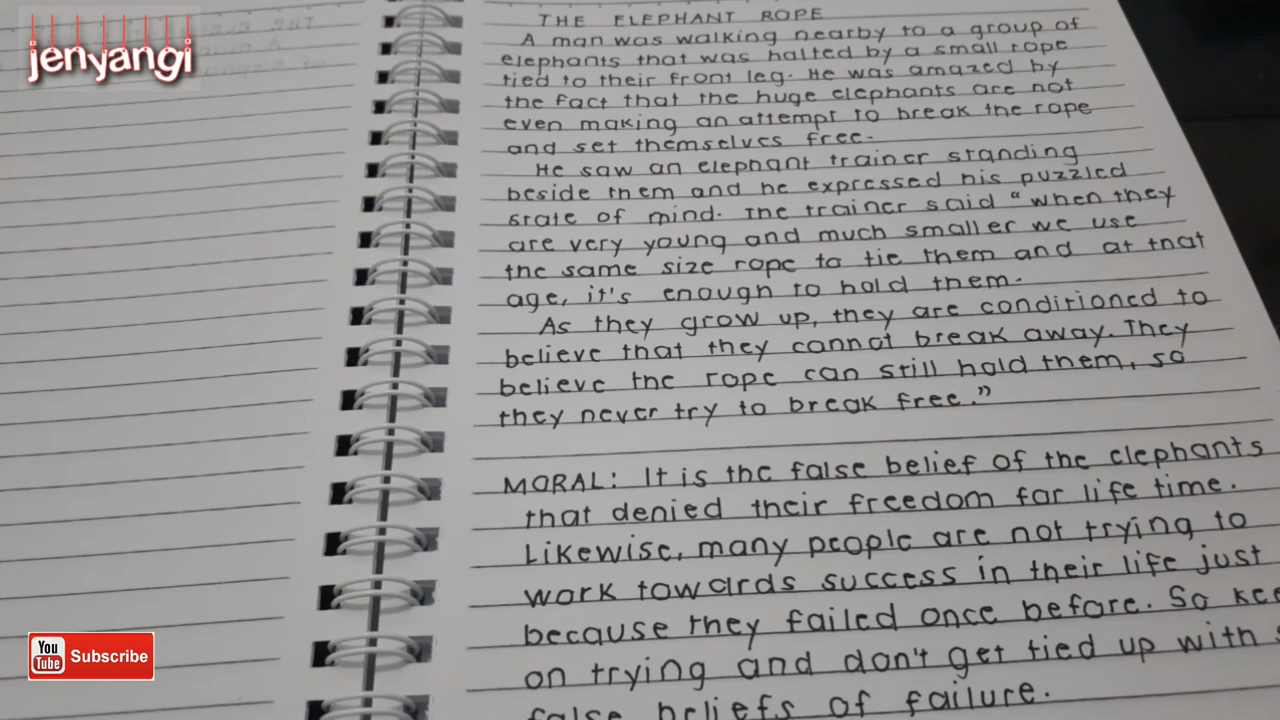 jenyangi
THE ELEPHANT ROPE
A man was walking nearby to a group of
elephants that was halted by a small rope
tied to their front leg. He was amazed by
the fact that the huge elephants are not
even making an attempt to break the rope
and set themselves free.
He saw an elephant trainer standing
beside them and he expressed his puzzled
state of mind. The trainer said "when they
are very young and much smaller we use
the same size rope to tie them and at that
age, it's enough to hold them.
As they grow up, they are conditioned to
believe that they cannot break away. They
believe the rope can still hold them, so
they never try to break free."
MORAL: It is the false belief of the elephants
that denied their freedom for life time.
Likewise, many people are not trying to
work towards success in their life just
because they failed once before. So
on trying and don't get tied up with
false beliefs of failure.
You Tube Subscribe